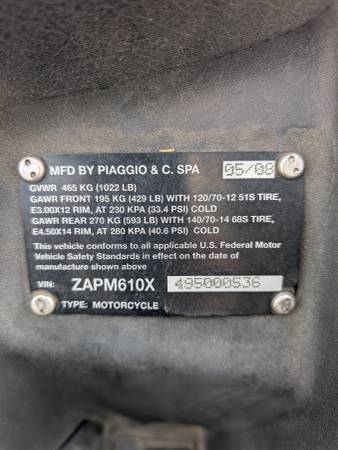 MFD BY PIAGGIO & C. SPA 05/08
GVWR 465 KG (1022 LB)
GAWR FRONT 195 KG (429 LB) WITH 120/70-12 51S TIRE,
E3.00X12 RIM, AT 230 KPA (33.4 PSI) COLD
GAWR REAR 270 KG (593 LB) WITH 140/70-14 68S TIRE,
E4.50X14 RIM, AT 280 KPA (40.6 PSI) COLD
This vehicle conforms to all applicable U.S. Federal Motor
Vehicle Safety Standards in effect on the date of
manufacture shown above
VIN: ZAPM610X 495000536
TYPE: MOTORCYCLE